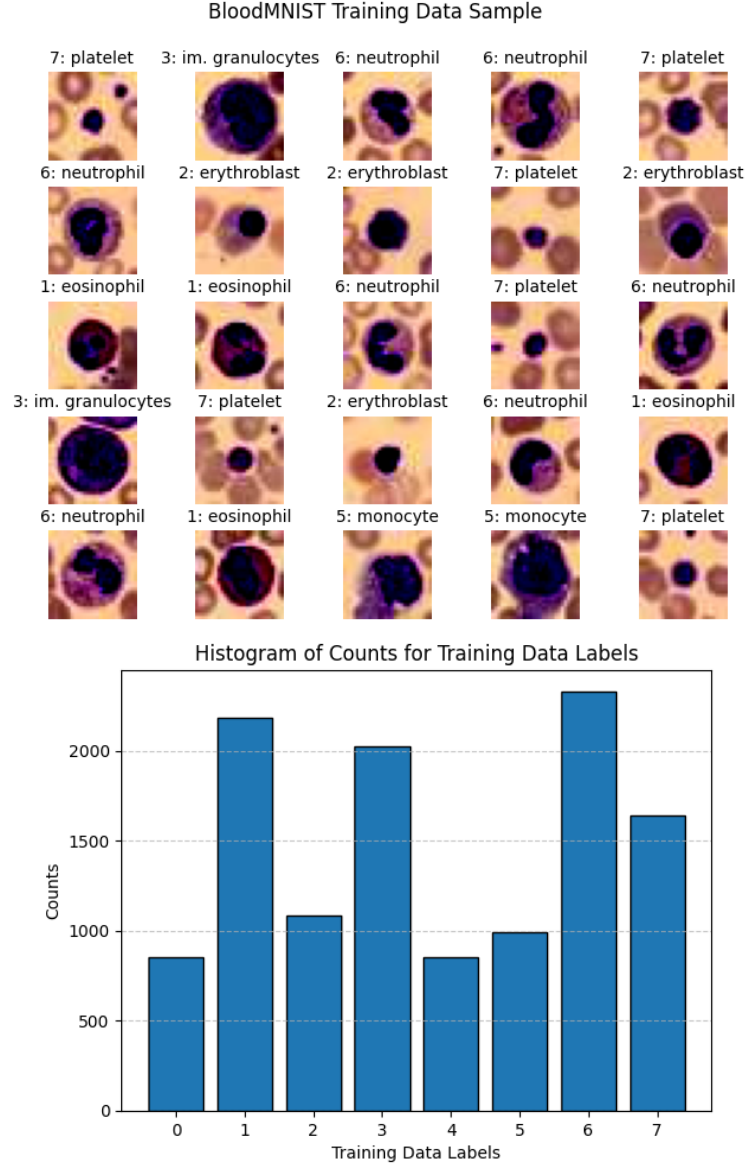 BloodMNIST Training Data Sample
7: platelet 3: im. granulocytes 6: neutrophil 6: neutrophil 7: platelet
6: neutrophil 2: erythroblast 2: erythroblast 7: platelet 2: erythroblast
1: eosinophil 1: eosinophil 6: neutrophil 7: platelet 6: neutrophil
3: im. granulocytes 7: platelet 2: erythroblast 6: neutrophil 1: eosinophil
6: neutrophil 1: eosinophil 5: monocyte 5: monocyte 7: platelet
Histogram of Counts for Training Data Labels
2000
1500
Counts
1000
500
0
0 1 2 3 4 5 6 7
Training Data Labels